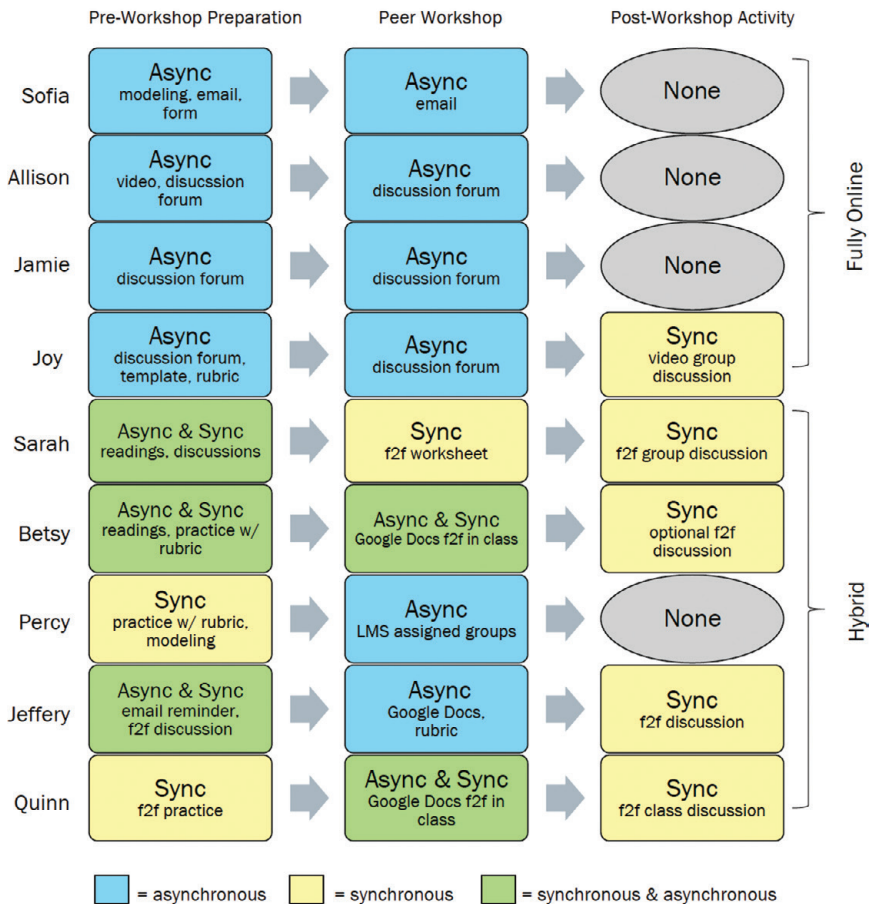 Pre-Workshop Preparation
Peer Workshop
Post-Workshop Activity
Sofia
Async
modeling, email,
form
Async
email
None
Allison
Async
video, disucssion
forum
Async
discussion forum
None
Jamie
Async
discussion forum
Async
discussion forum
None
Joy
Async
discussion forum,
template, rubric
Async
discussion forum
Sync
video group
discussion
Fully Online
Sarah
Async & Sync
readings, discussions
Sync
f2f worksheet
Sync
f2f group discussion
Betsy
Async & Sync
readings, practice w/
rubric
Async & Sync
Google Docs f2f in class
Sync
optional f2f
discussion
Percy
Sync
practice w/ rubric,
modeling
Async
LMS assigned groups
None
Jeffery
Async & Sync
email reminder,
f2f discussion
Async
Google Docs,
rubric
Sync
f2f discussion
Quinn
Sync
f2f practice
Async & Sync
Google Docs f2f in
class
Sync
f2f class discussion
Hybrid
= asynchronous
= synchronous
= synchronous & asynchronous